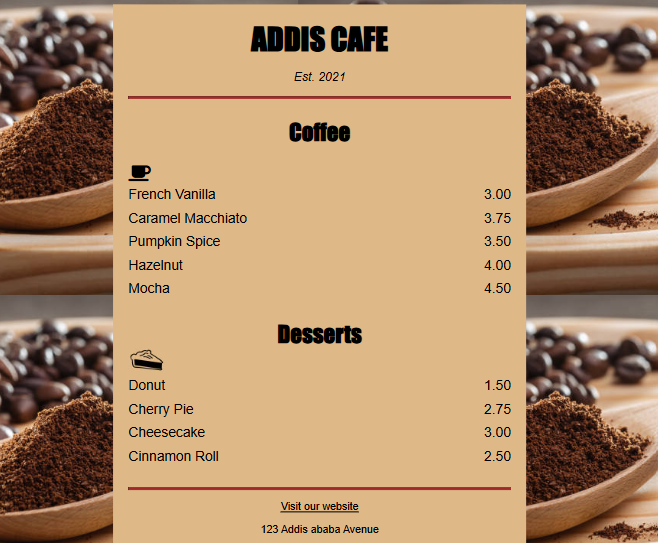 ADDIS CAFE
Est. 2021
Coffee
French Vanilla 3.00
Caramel Macchiato 3.75
Pumpkin Spice 3.50
Hazelnut 4.00
Mocha 4.50
Desserts
Donut 1.50
Cherry Pie 2.75
Cheesecake 3.00
Cinnamon Roll 2.50
Visit our website
123 Addis ababa Avenue